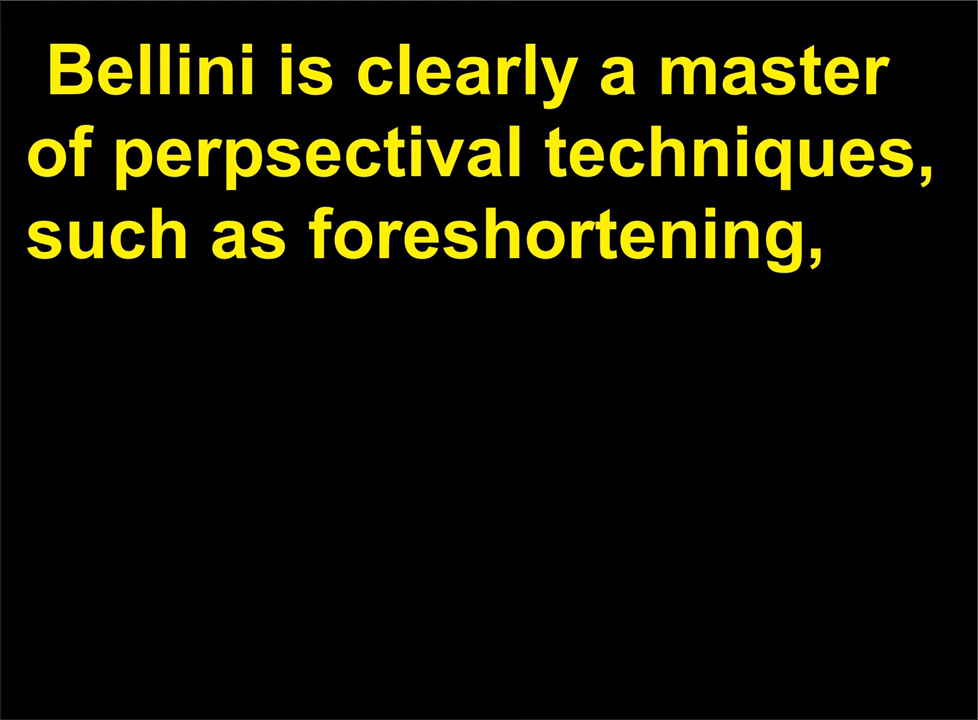 Bellini is clearly a master
of perpsectival techniques,
such as foreshortening,